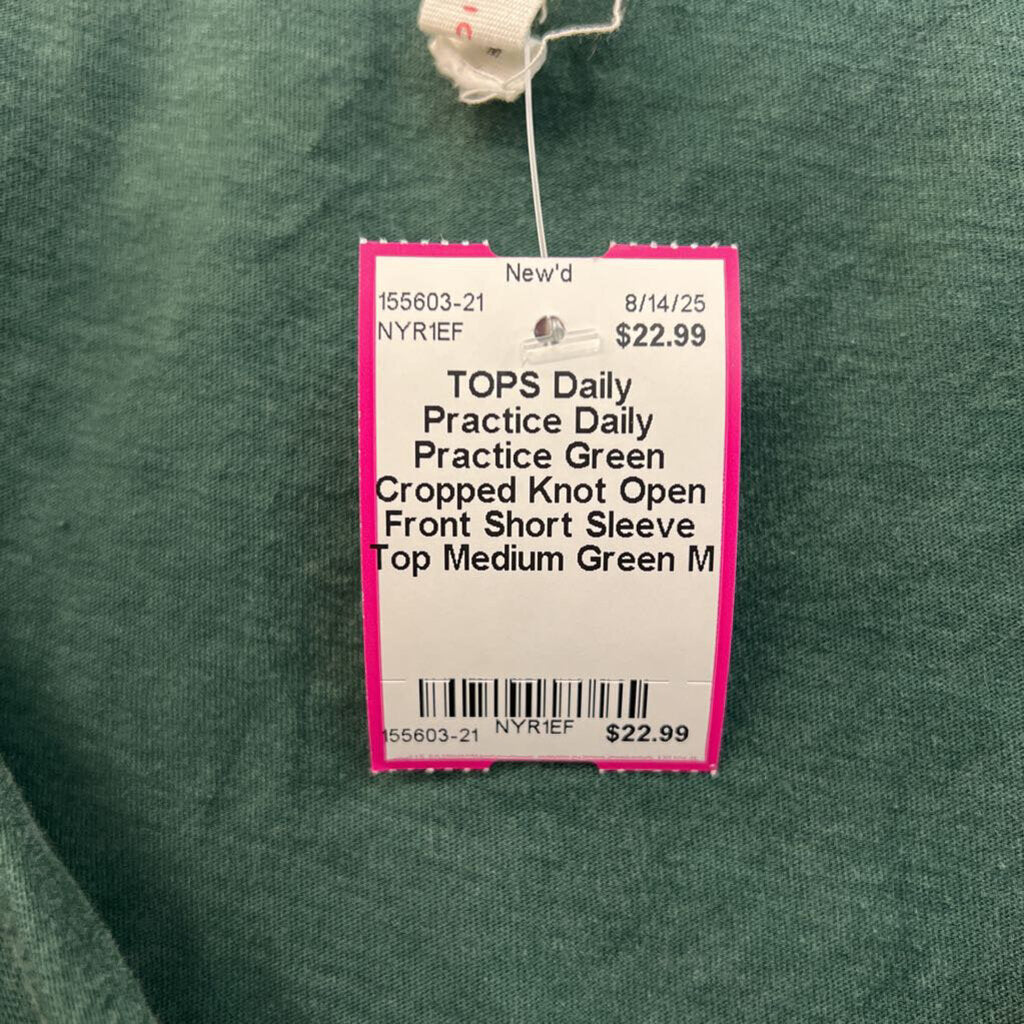 IC
M
New'd
155603-21 8/14/25
NYR1EF $22.99
TOPS Daily
Practice Daily
Practice Green
Cropped Knot Open
Front Short Sleeve
Top Medium Green M
155603-21 NYR1EF $22.99